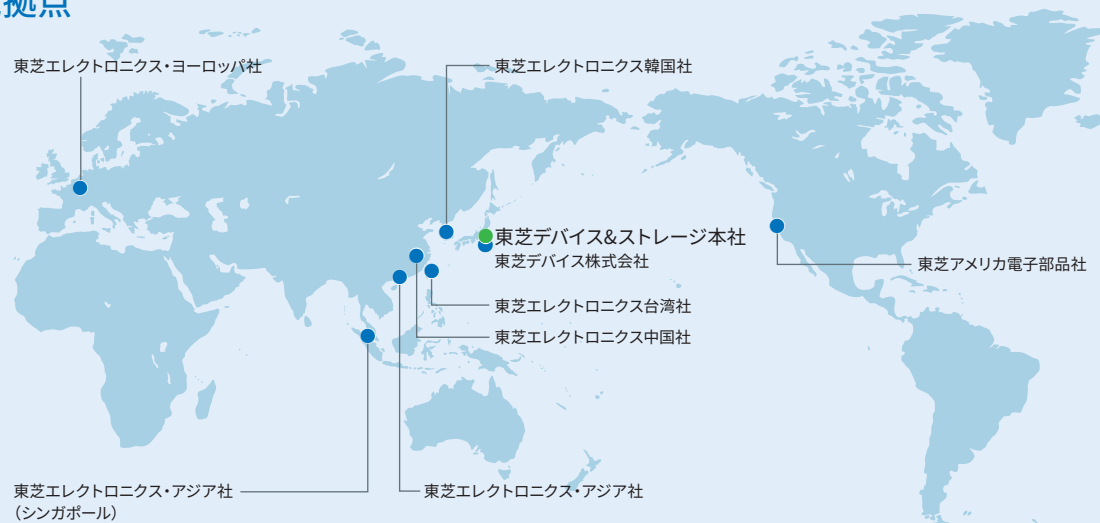 拠点
東芝エレクトロニクス・ヨーロッパ社
東芝エレクトロニクス韓国社
東芝デバイス&ストレージ本社
東芝デバイス株式会社
東芝アメリカ電子部品社
東芝エレクトロニクス台湾社
東芝エレクトロニクス中国社
東芝エレクトロニクス・アジア社
（シンガポール）
東芝エレクトロニクス・アジア社